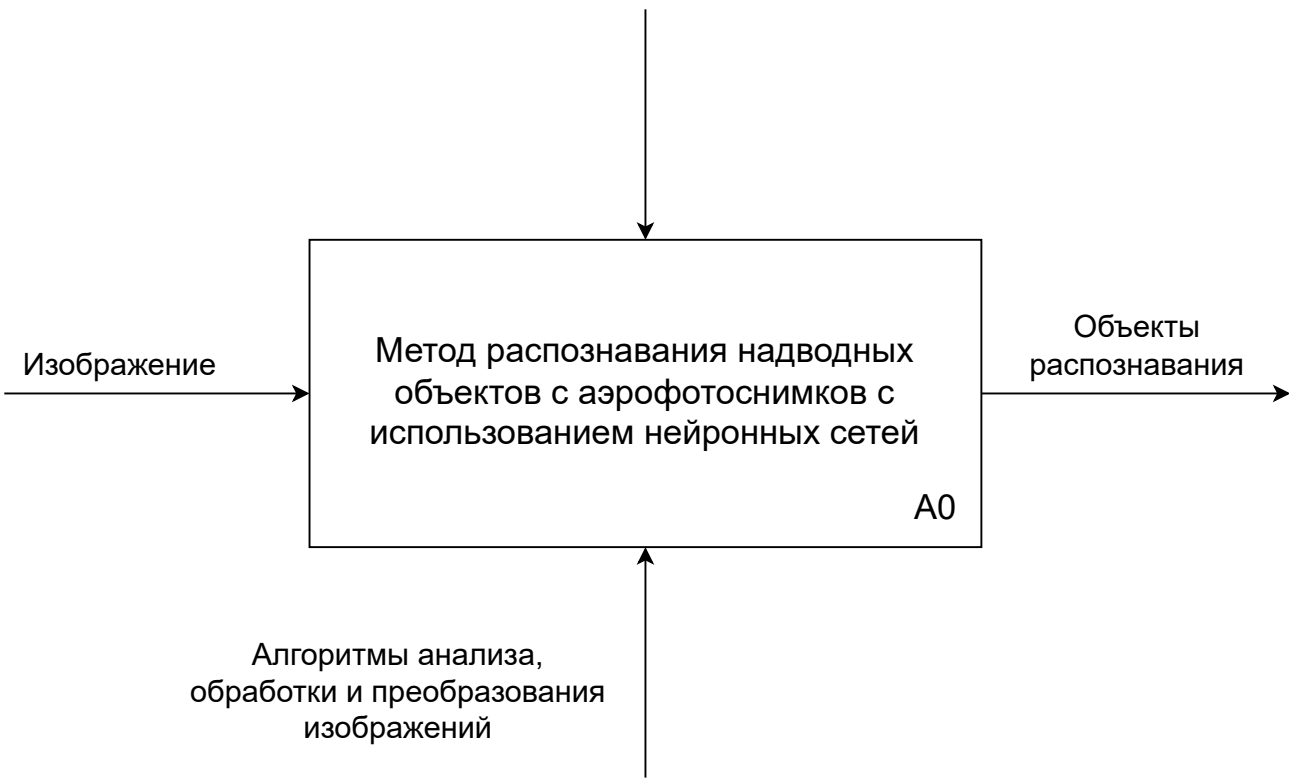 Изображение
Метод распознавания надводных
объектов с аэрофотоснимков с
использованием нейронных сетей
A0
Объекты
распознавания
Алгоритмы анализа,
обработки и преобразования
изображений